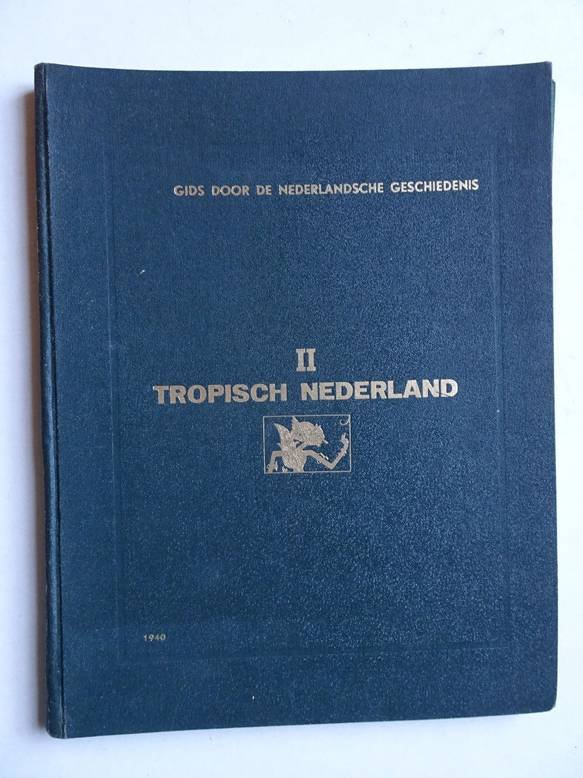 GIDS DOOR DE NEDERLANDSCHE GESCHIEDENIS
II
TROPISCH NEDERLAND
1940